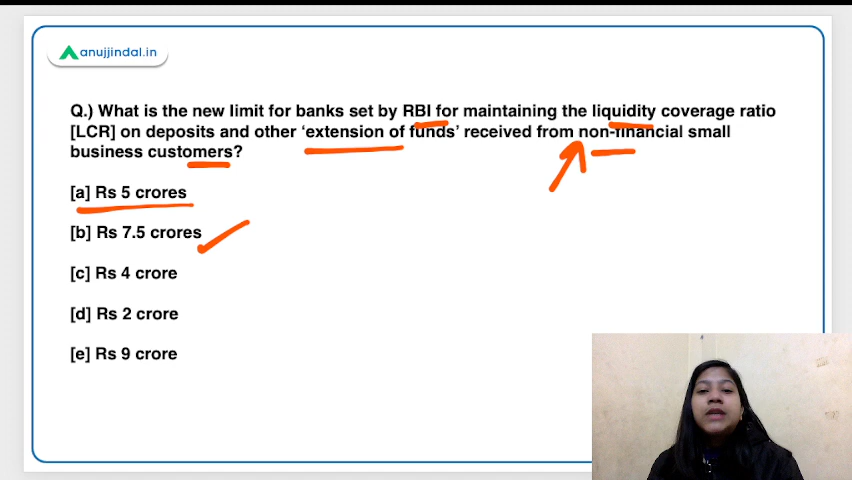 anujjindal.in
Q.) What is the new limit for banks set by RBI for maintaining the liquidity coverage ratio
[LCR] on deposits and other ‘extension of funds’ received from non-financial small
business customers?
[a] Rs 5 crores
[b] Rs 7.5 crores
[c] Rs 4 crore
[d] Rs 2 crore
[e] Rs 9 crore